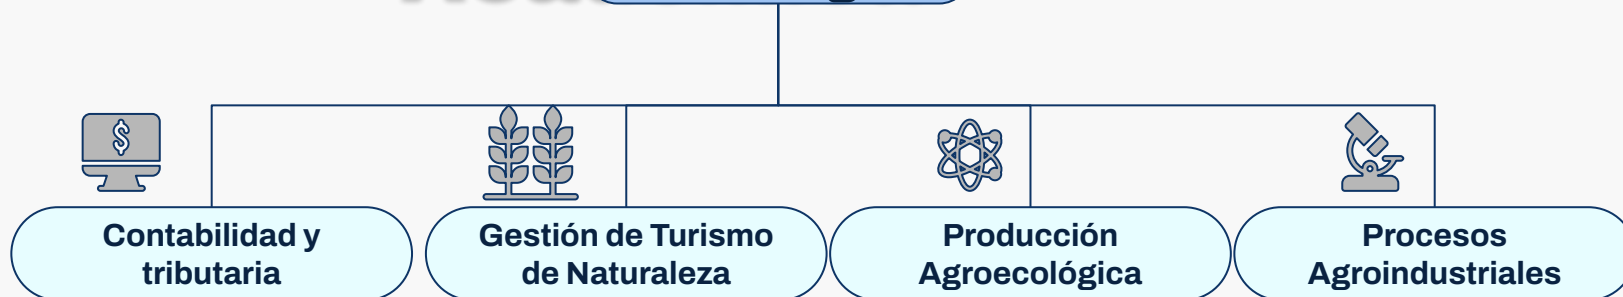 $
Contabilidad y
tributaria
Gestión de Turismo
de Naturaleza
Producción
Agroecológica
Procesos
Agroindustriales